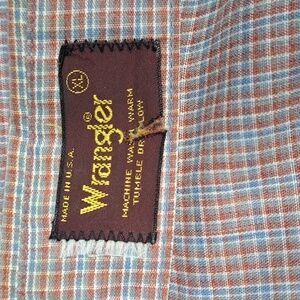 XL
Wrangler®
MACHINE WASH WARM
TUMBLE DRY LOW
MADE IN U.S.A.